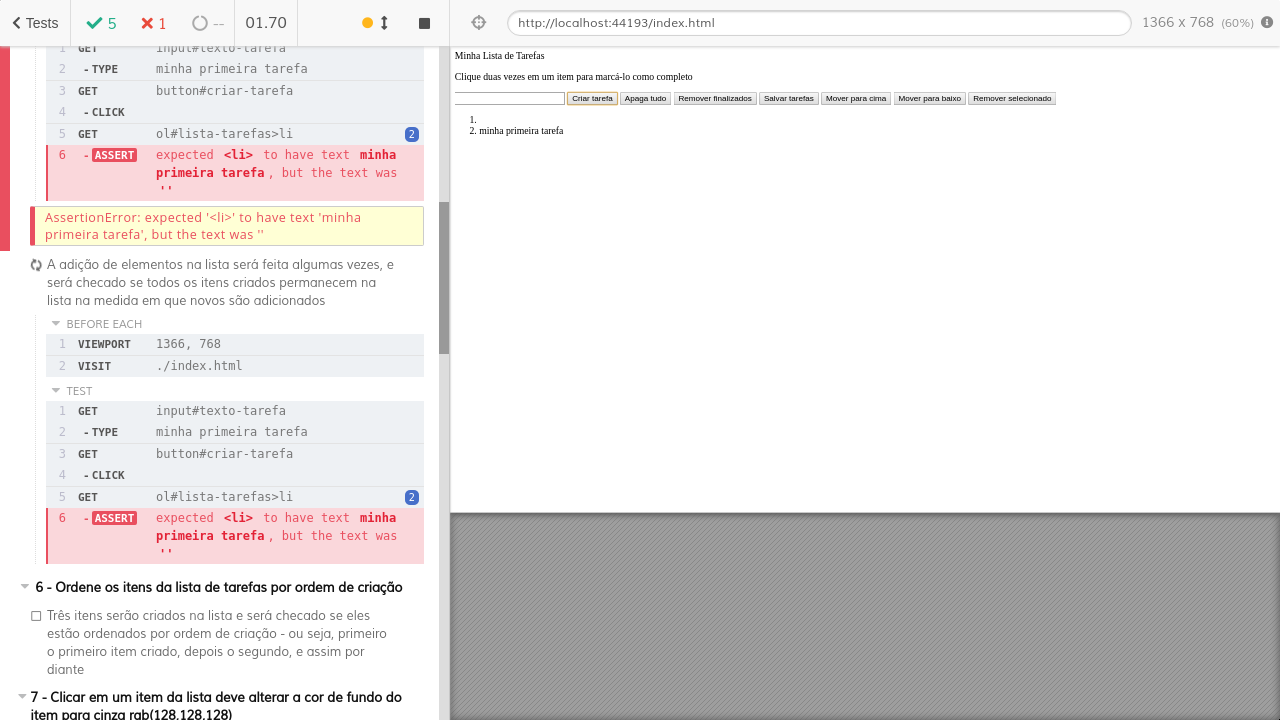 Tests
5
1
--
01.70
http://localhost:44193/index.html
1366 x 768 (60%)
1 GET input#texto-tarefa
2 - TYPE minha primeira tarefa
3 GET button#criar-tarefa
4 - CLICK
5 GET ol#lista-tarefas>li 2
6 - ASSERT expected <li> to have text minha
primeira tarefa, but the text was
''
AssertionError: expected '<li>' to have text 'minha
primeira tarefa', but the text was ''
A adição de elementos na lista será feita algumas vezes, e
será checado se todos os itens criados permanecem na
lista na medida em que novos são adicionados
BEFORE EACH
1 VIEWPORT 1366, 768
2 VISIT ./index.html
TEST
1 GET input#texto-tarefa
2 - TYPE minha primeira tarefa
3 GET button#criar-tarefa
4 - CLICK
5 GET ol#lista-tarefas>li 2
6 - ASSERT expected <li> to have text minha
primeira tarefa, but the text was
''
6 - Ordene os itens da lista de tarefas por ordem de criação
Três itens serão criados na lista e será checado se eles
estão ordenados por ordem de criação - ou seja, primeiro
o primeiro item criado, depois o segundo, e assim por
diante
7 - Clicar em um item da lista deve alterar a cor de fundo do
item para cinza rgb(128,128,128)
Minha Lista de Tarefas
Clique duas vezes em um item para marcá-lo como completo
Criar tarefa Apaga tudo Remover finalizados Salvar tarefas Mover para cima Mover para baixo Remover selecionado
1.
2. minha primeira tarefa